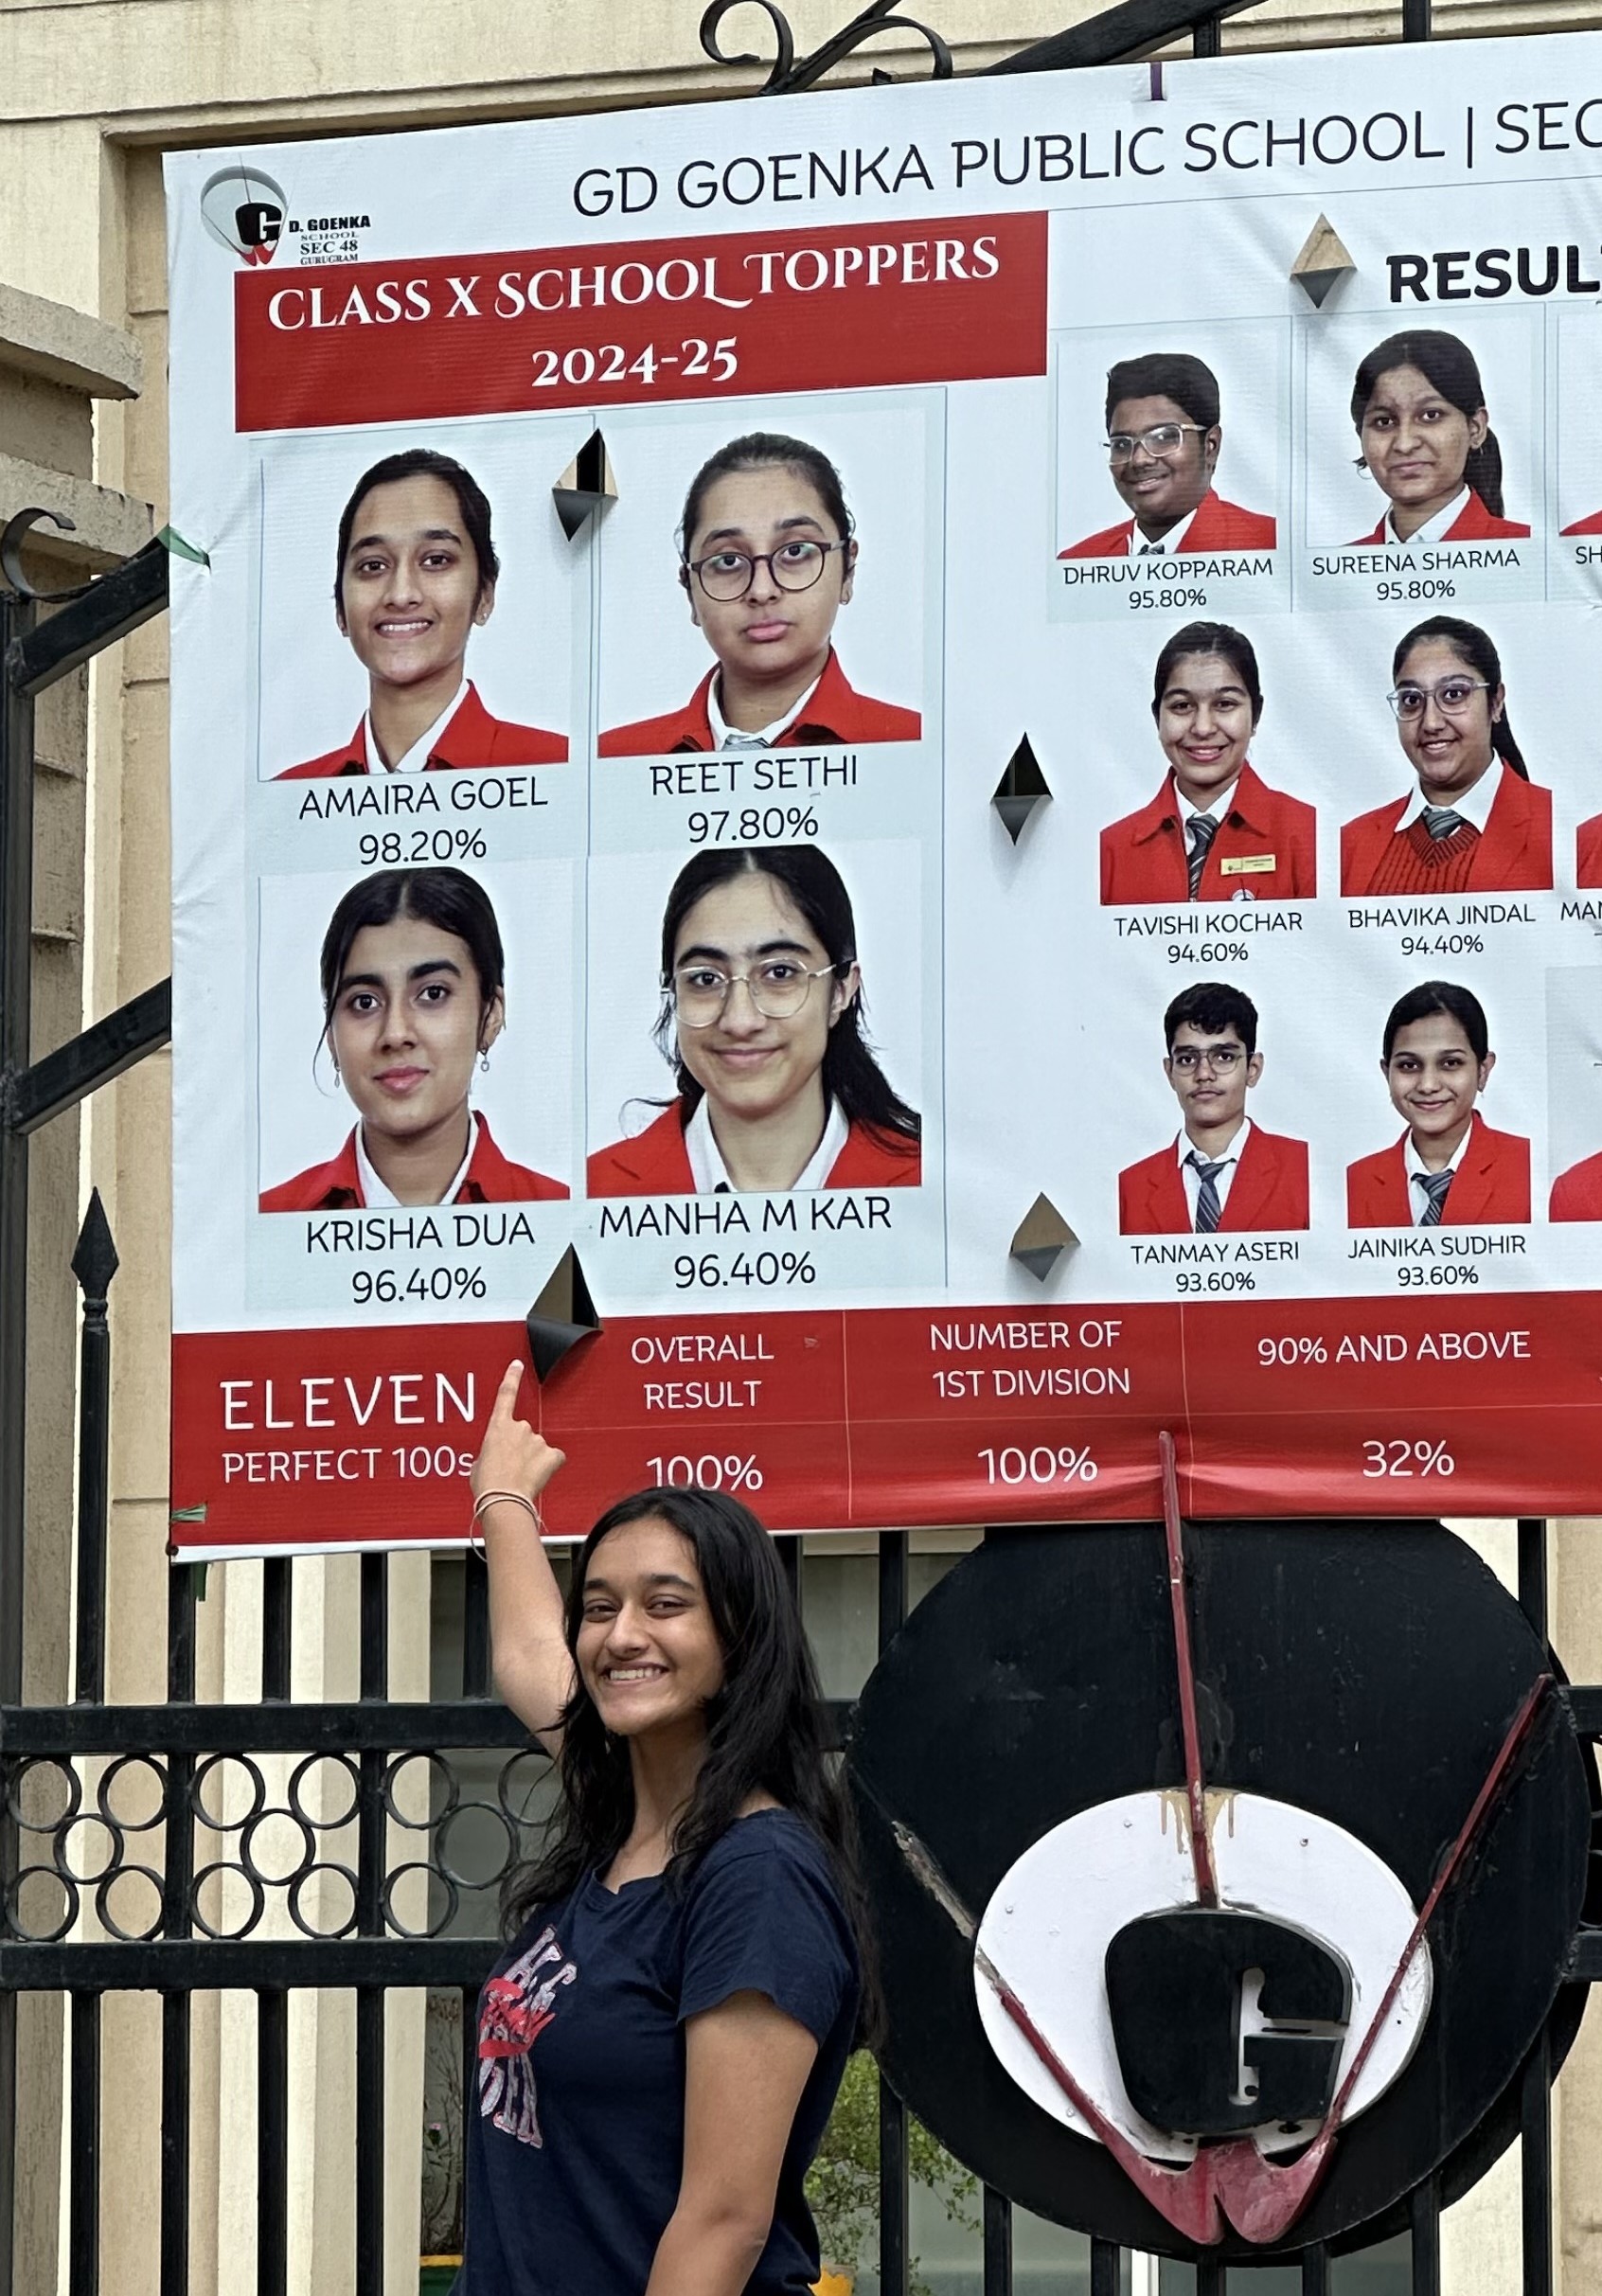 GD GOENKA PUBLIC SCHOOL | SEC
G
D. GOENKA
SCHOOL
SEC 48
GURUGRAM
CLASS X SCHOOL TOPPERS
2024-25
AMAIRA GOEL
98.20%
REET SETHI
97.80%
KRISHA DUA
96.40%
MANHA M KAR
96.40%
RESUL
DHRUV KOPPARAM
95.80%
SUREENA SHARMA
95.80%
SH
TAVISHI KOCHAR
94.60%
BHAVIKA JINDAL
94.40%
MAN
TANMAY ASERI
93.60%
JAINIKA SUDHIR
93.60%
ELEVEN
PERFECT 100s
OVERALL
RESULT
100%
NUMBER OF
1ST DIVISION
100%
90% AND ABOVE
32%
G